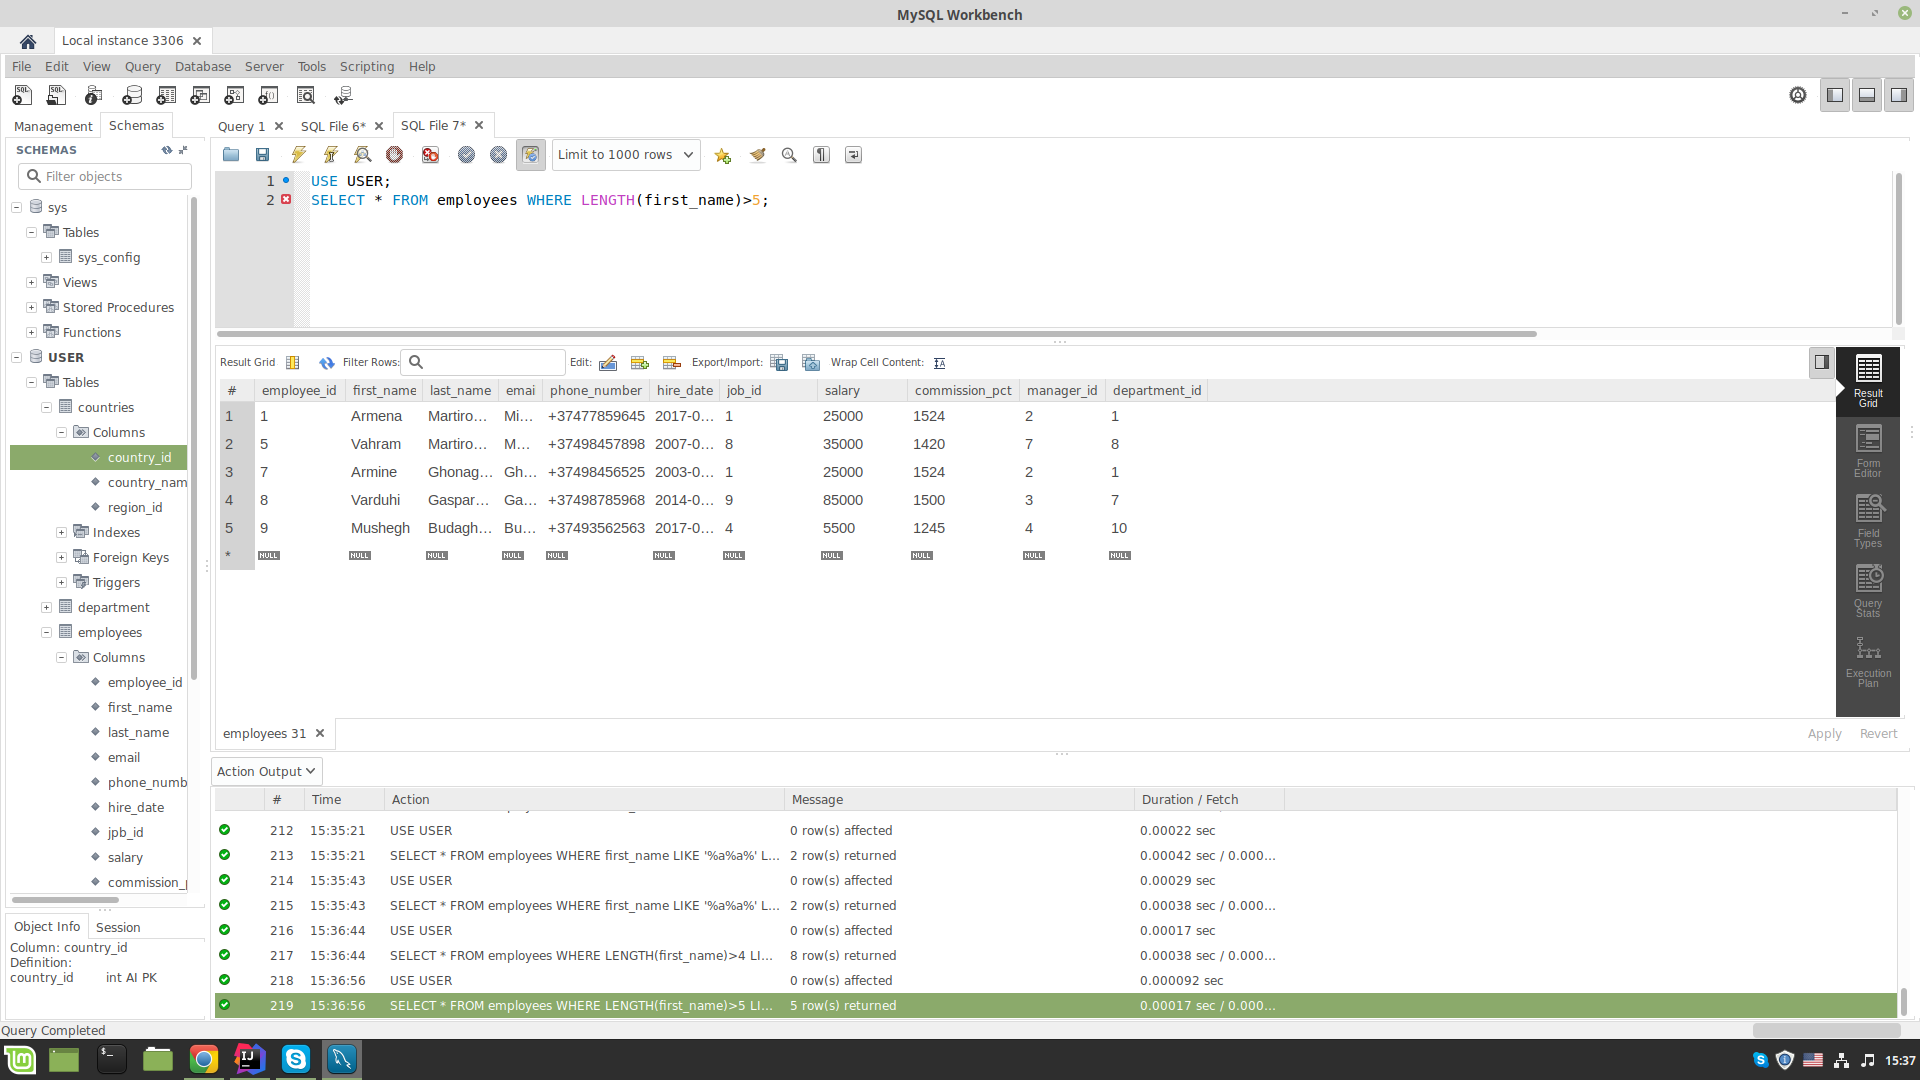 MySQL Workbench
Local instance 3306
File Edit View Query Database Server Tools Scripting Help
Management Schemas
Query 1 SQL File 6* SQL File 7*
SCHEMAS
Filter objects
sys
Tables
sys_config
Views
Stored Procedures
Functions
USER
Tables
countries
Columns
country_id
country_nam
region_id
Indexes
Foreign Keys
Triggers
department
employees
Columns
employee_id
first_name
last_name
email
phone_numb
hire_date
jpb_id
salary
commission_p
Object Info Session
Column: country_id
Definition:
country_id int AI PK
Limit to 1000 rows
1 USE USER;
2 SELECT * FROM employees WHERE LENGTH(first_name)>5;
Result Grid Filter Rows: Edit: Export/Import: Wrap Cell Content:
# employee_id first_name last_name emai phone_number hire_date job_id salary commission_pct manager_id department_id
1 1 Armena Martiro... Mi... +37477859645 2017-0... 1 25000 1524 2 1
2 5 Vahram Martiro... M... +37498457898 2007-0... 8 35000 1420 7 8
3 7 Armine Ghonag... Gh... +37498456525 2003-0... 1 25000 1524 2 1
4 8 Varduhi Gaspar... Ga... +37498785968 2014-0... 9 85000 1500 3 7
5 9 Mushegh Budagh... Bu... +37493562563 2017-0... 4 5500 1245 4 10
* NULL NULL NULL NULL NULL NULL NULL NULL NULL NULL NULL
Result
Grid
Form
Editor
Field
Types
Query
Stats
Execution
Plan
employees 31 Apply Revert
Action Output
# Time Action Message Duration / Fetch
212 15:35:21 USE USER 0 row(s) affected 0.00022 sec
213 15:35:21 SELECT * FROM employees WHERE first_name LIKE '%a%a%' L... 2 row(s) returned 0.00042 sec / 0.000...
214 15:35:43 USE USER 0 row(s) affected 0.00029 sec
215 15:35:43 SELECT * FROM employees WHERE first_name LIKE '%a%a%' L... 2 row(s) returned 0.00038 sec / 0.000...
216 15:36:44 USE USER 0 row(s) affected 0.00017 sec
217 15:36:44 SELECT * FROM employees WHERE LENGTH(first_name)>4 LI... 8 row(s) returned 0.00038 sec / 0.000...
218 15:36:56 USE USER 0 row(s) affected 0.000092 sec
219 15:36:56 SELECT * FROM employees WHERE LENGTH(first_name)>5 LI... 5 row(s) returned 0.00017 sec / 0.000...
Query Completed
15:37